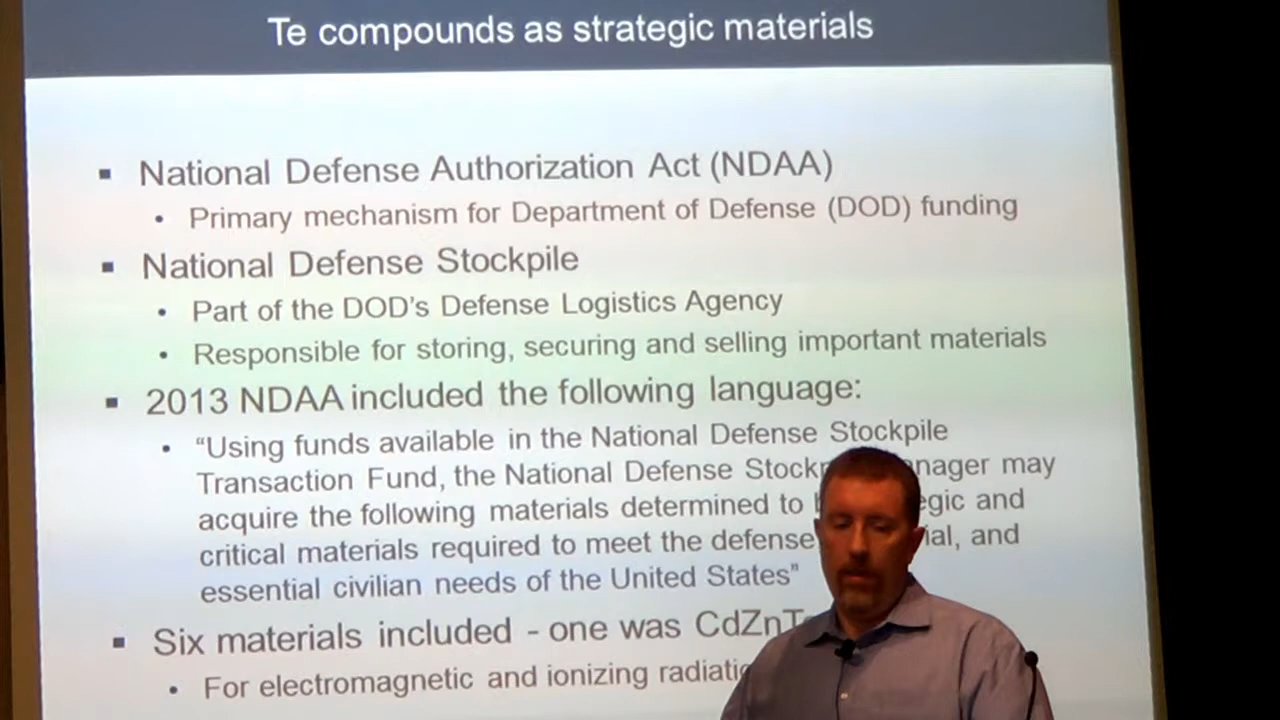 Te compounds as strategic materials
▪ National Defense Authorization Act (NDAA)
• Primary mechanism for Department of Defense (DOD) funding
▪ National Defense Stockpile
• Part of the DOD's Defense Logistics Agency
• Responsible for storing, securing and selling important materials
▪ 2013 NDAA included the following language:
• “Using funds available in the National Defense Stockpile
Transaction Fund, the National Defense may
acquire the following materials determined to and
critical materials required to meet the defense and
essential civilian needs of the United States”
▪ Six materials included - one was
• For electromagnetic and ionizing